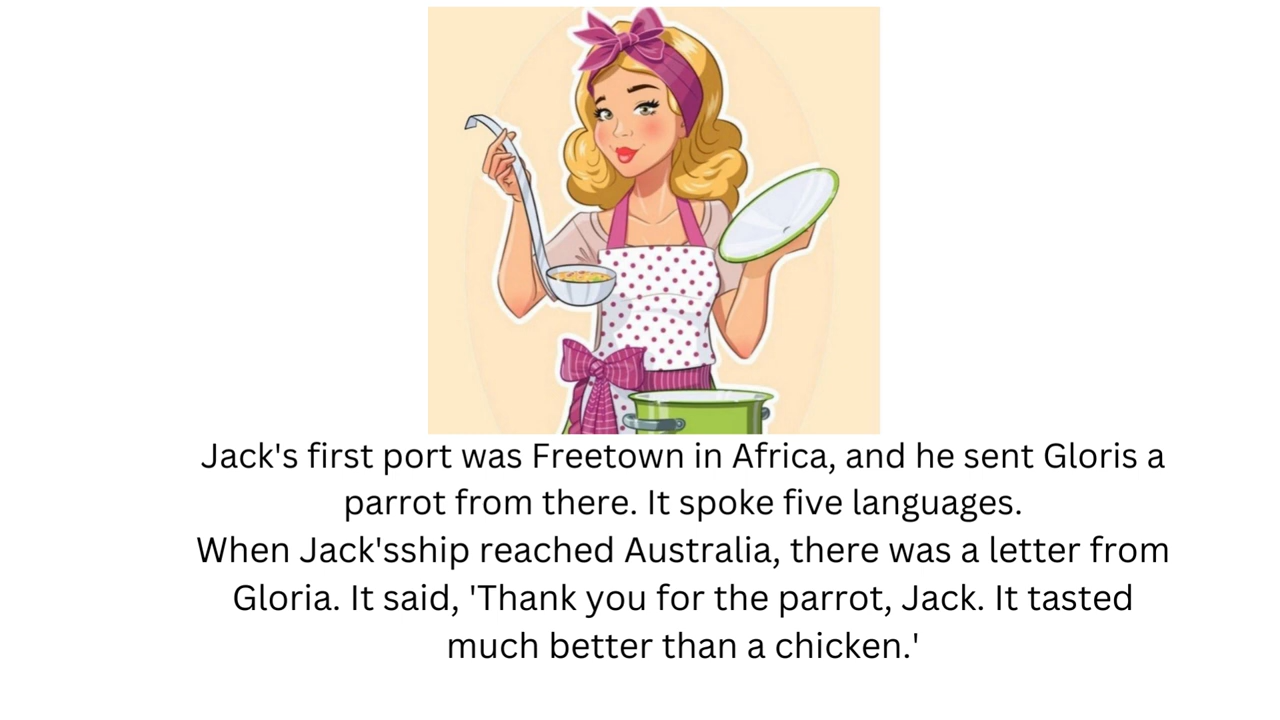 Jack's first port was Freetown in Africa, and he sent Gloris a
parrot from there. It spoke five languages.
When Jack'sship reached Australia, there was a letter from
Gloria. It said, 'Thank you for the parrot, Jack. It tasted
much better than a chicken.'